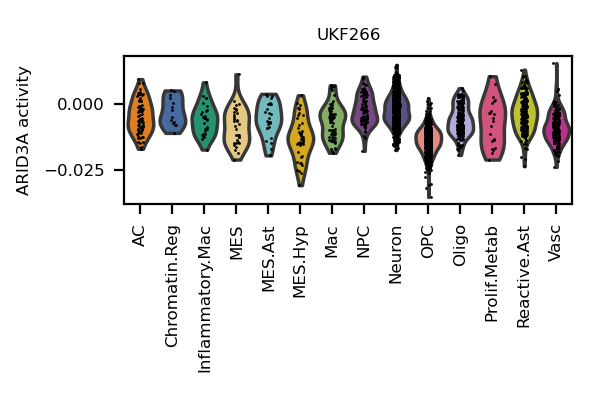 UKF266
ARID3A activity
0.000
−0.025
AC
Chromatin.Reg
Inflammatory.Mac
MES
MES.Ast
MES.Hyp
Mac
NPC
Neuron
OPC
Oligo
Prolif.Metab
Reactive.Ast
Vasc